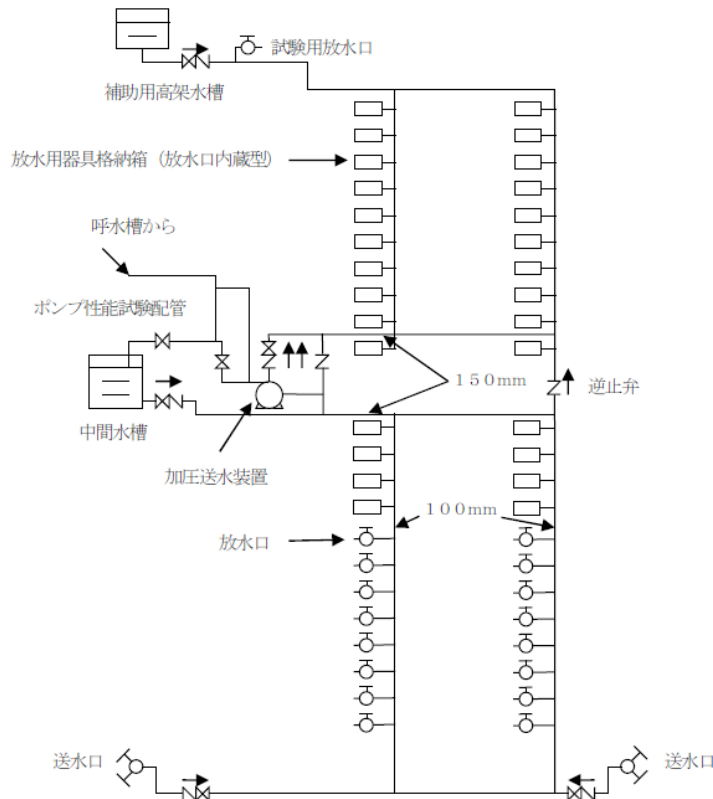 試験用放水口
補助用高架水槽
放水用器具格納箱（放水口内蔵型）
呼水槽から
ポンプ性能試験配管
１５０mm
逆止弁
中間水槽
加圧送水装置
１００mm
放水口
送水口
送水口